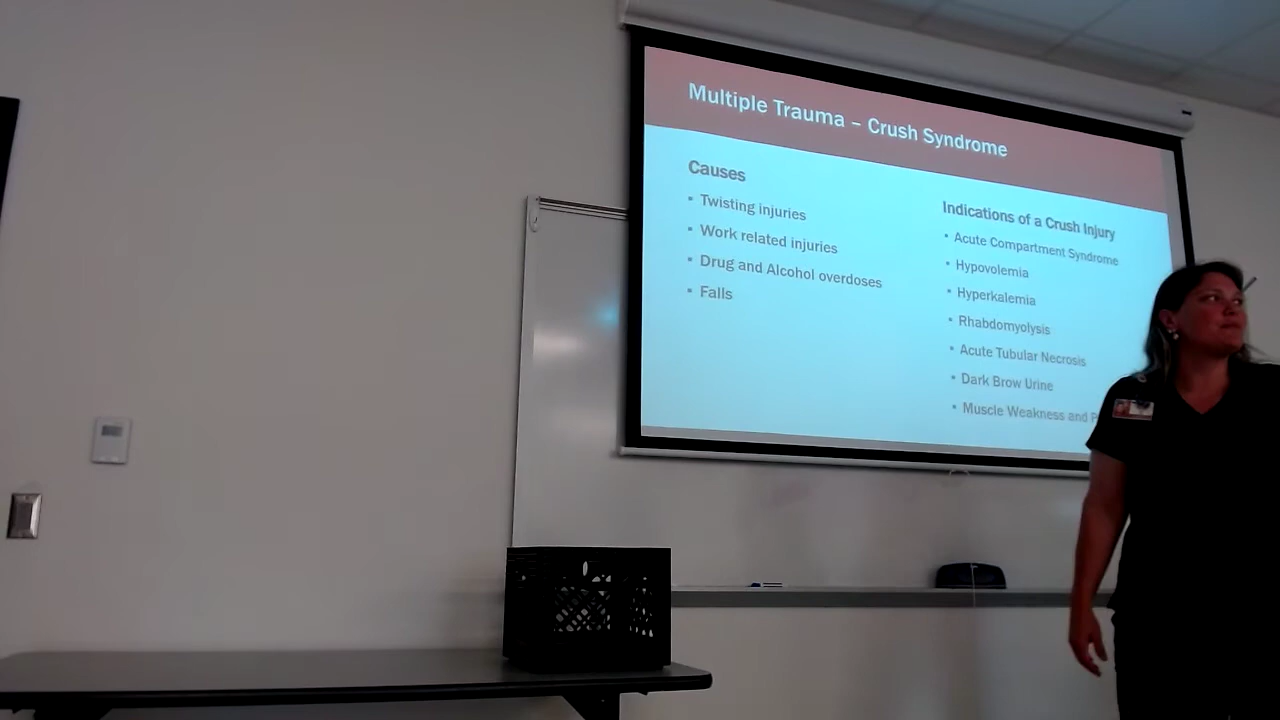 Multiple Trauma – Crush Syndrome
Causes
▪ Twisting injuries
▪ Work related injuries
▪ Drug and Alcohol overdoses
▪ Falls
Indications of a Crush Injury
▪ Acute Compartment Syndrome
▪ Hypovolemia
▪ Hyperkalemia
▪ Rhabdomyolysis
▪ Acute Tubular Necrosis
▪ Dark Brow Urine
▪ Muscle Weakness and